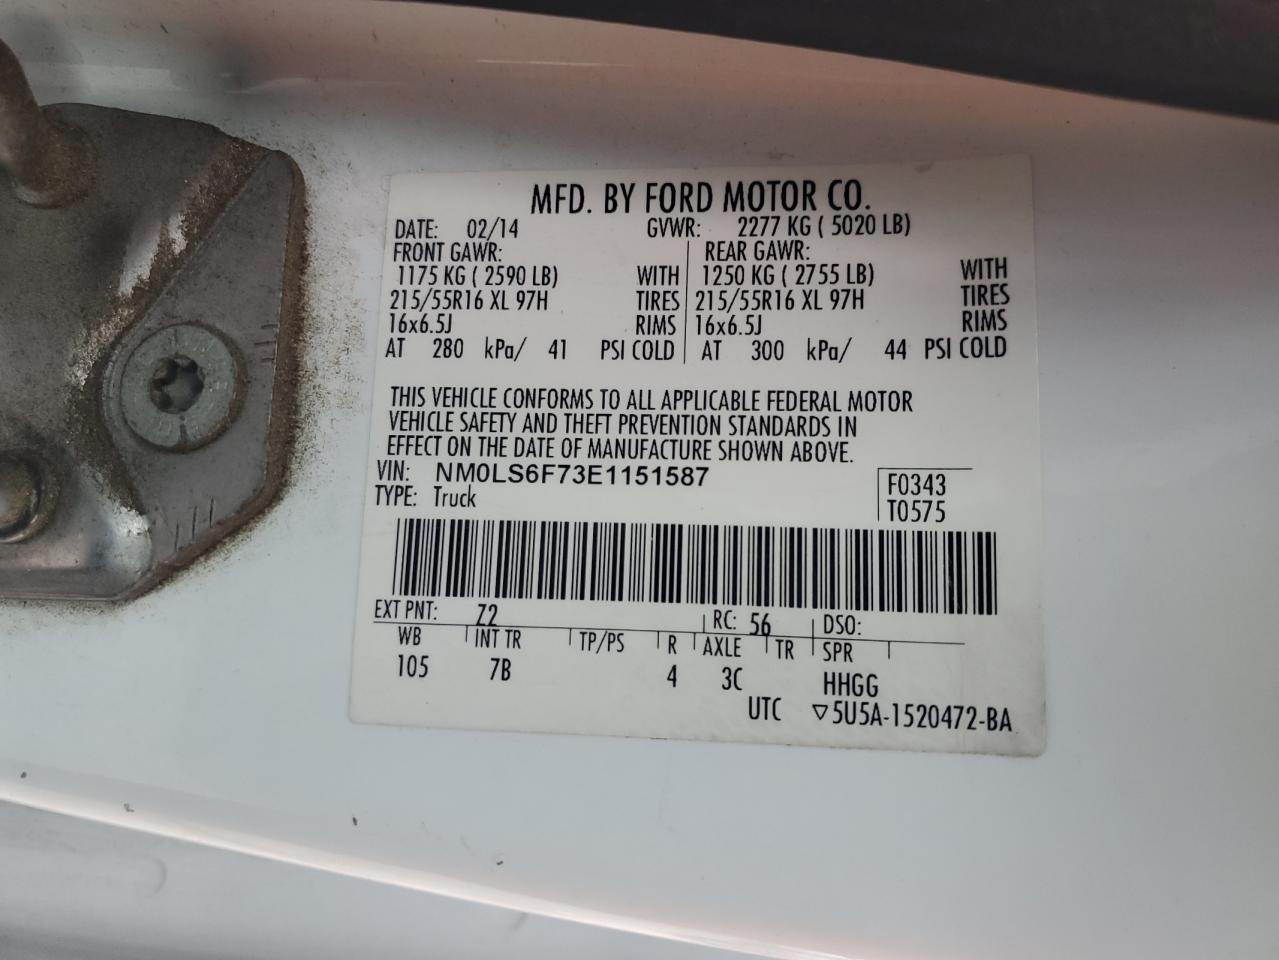 MFD. BY FORD MOTOR CO.
DATE: 02/14 GVWR: 2277 KG ( 5020 LB)
FRONT GAWR: REAR GAWR:
1175 KG ( 2590 LB) WITH 1250 KG ( 2755 LB) WITH
215/55R16 XL 97H TIRES 215/55R16 XL 97H TIRES
16x6.5J RIMS 16x6.5J RIMS
AT 280 kPa/ 41 PSI COLD AT 300 kPa/ 44 PSI COLD
THIS VEHICLE CONFORMS TO ALL APPLICABLE FEDERAL MOTOR
VEHICLE SAFETY AND THEFT PREVENTION STANDARDS IN
EFFECT ON THE DATE OF MANUFACTURE SHOWN ABOVE.
VIN: NM0LS6F73E1151587 F0343
TYPE: Truck T0575
EXT PNT: Z2 RC: 56 DSO:
WB INT TR TP/PS R AXLE TR SPR
105 7B 4 3C HHGG
UTC ▽5U5A-1520472-BA